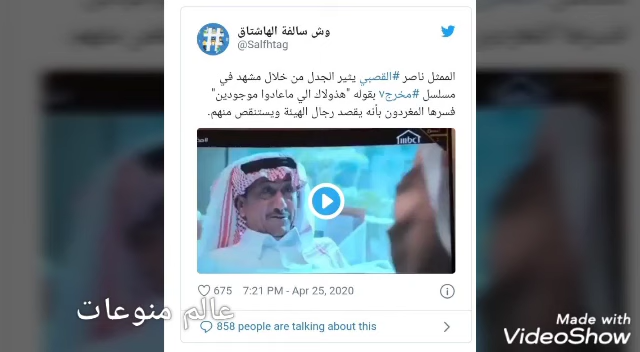 وش سالفة الهاشتاق
@Salfhtag
الممثل ناصر #القصبي يثير الجدل من خلال مشهد في
مسلسل #مخرج٧ بقوله "هذولاك الي ماعادوا موجودين"
فسرها المغردون بأنه يقصد رجال الهيئة ويستنقص منهم.
mbc1
675 7:21 PM - Apr 25, 2020
عالم منوعات
858 people are talking about this
Made with
VideoShow